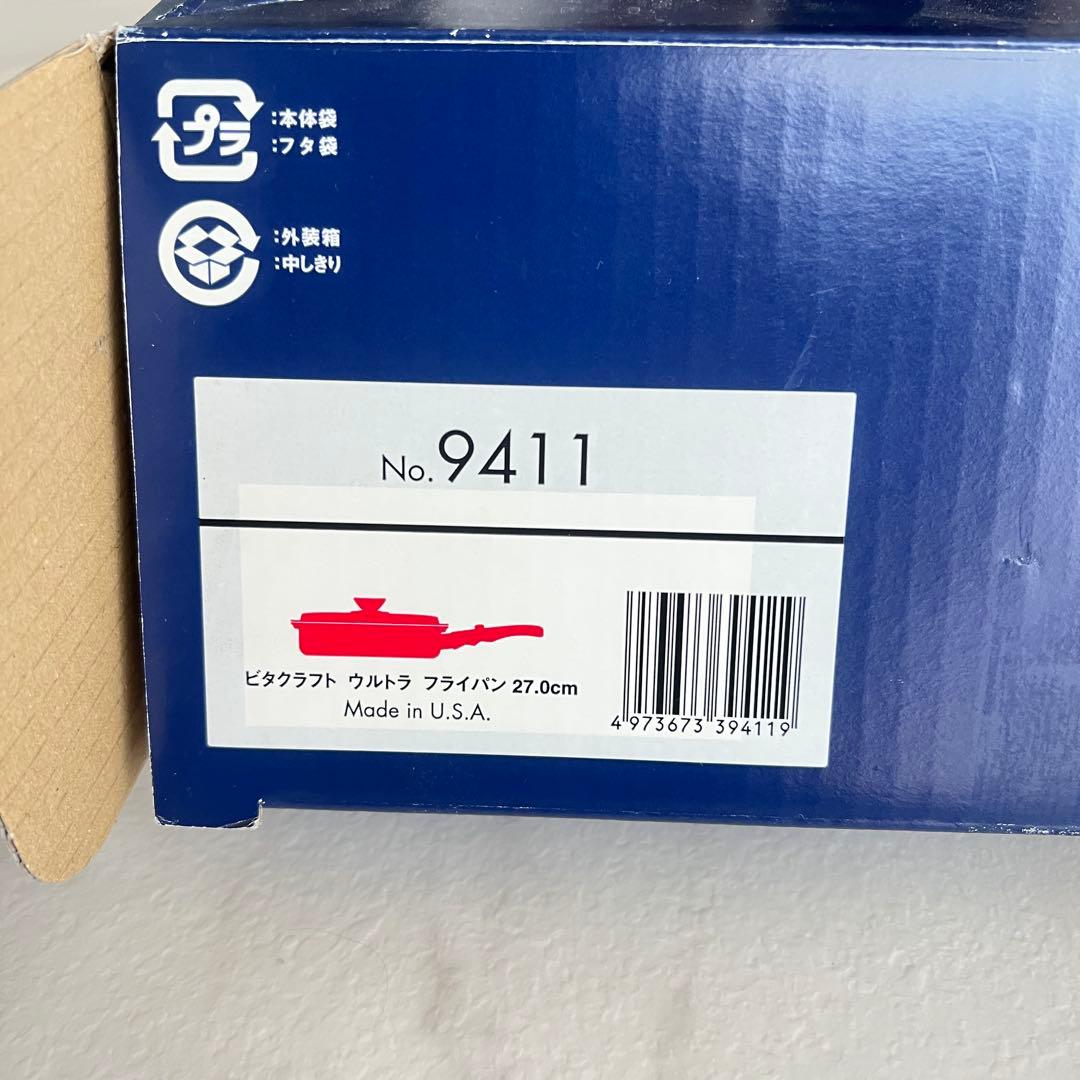 プラ
:本体袋
:フタ袋
:外装箱
:中しきり
No.9411
ビタクラフト ウルトラ フライパン 27.0cm
Made in U.S.A.
4 973673 394119